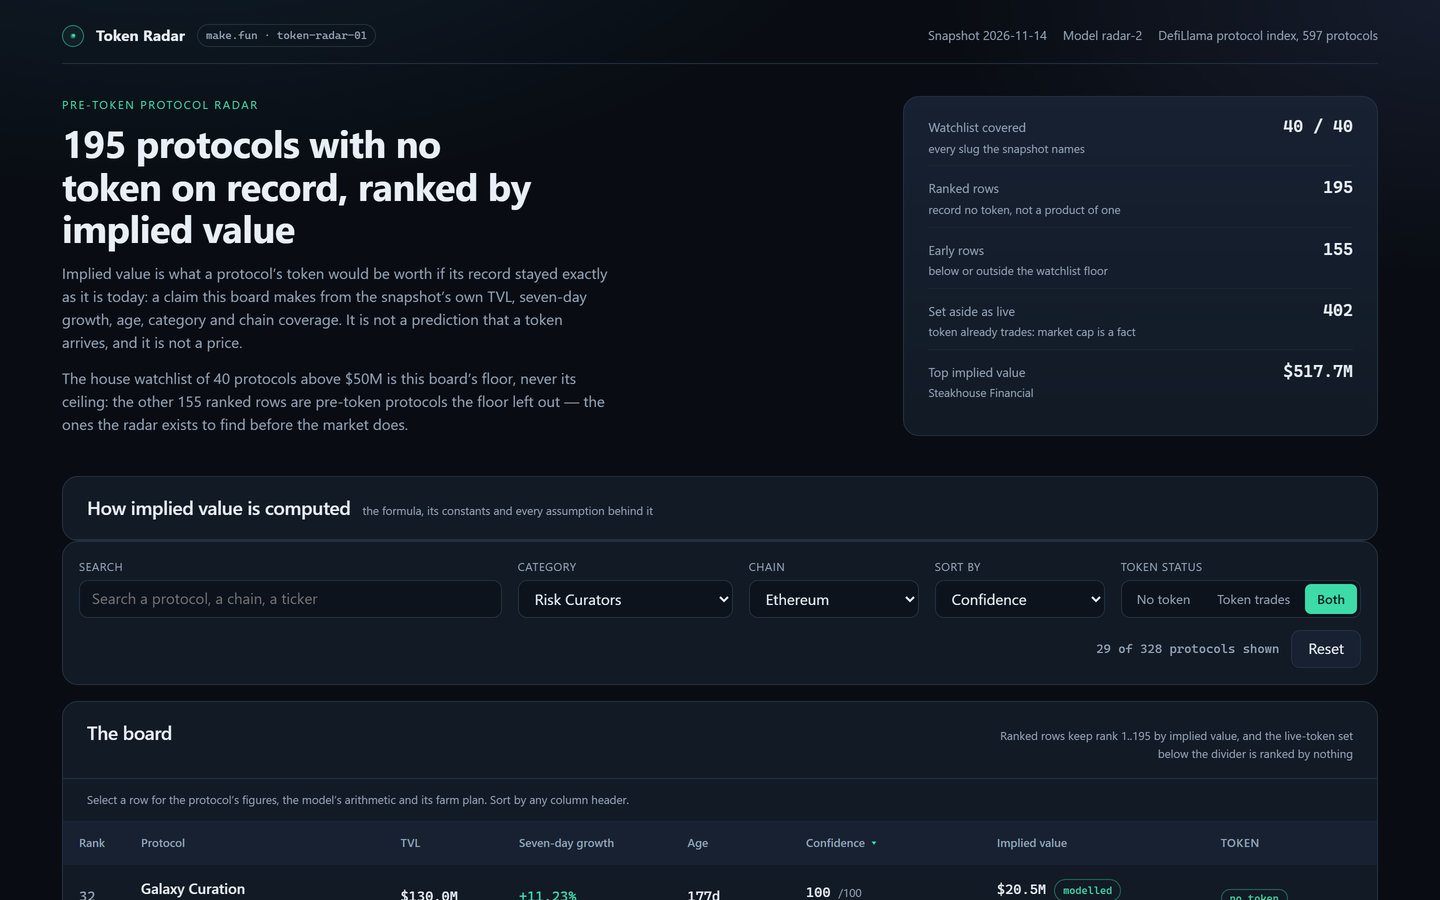 Token Radar
make.fun · token-radar-01
Snapshot 2026-11-14
Model radar-2
DefiLlama protocol index, 597 protocols
PRE-TOKEN PROTOCOL RADAR
195 protocols with no
token on record, ranked by
implied value
Implied value is what a protocol's token would be worth if its record stayed exactly
as it is today: a claim this board makes from the snapshot's own TVL, seven-day
growth, age, category and chain coverage. It is not a prediction that a token
arrives, and it is not a price.
The house watchlist of 40 protocols above $50M is this board's floor, never its
ceiling: the other 155 ranked rows are pre-token protocols the floor left out — the
ones the radar exists to find before the market does.
Watchlist covered
40 / 40
every slug the snapshot names
Ranked rows
195
record no token, not a product of one
Early rows
155
below or outside the watchlist floor
Set aside as live
402
token already trades: market cap is a fact
Top implied value
$517.7M
Steakhouse Financial
How implied value is computed
the formula, its constants and every assumption behind it
SEARCH
Search a protocol, a chain, a ticker
CATEGORY
Risk Curators
CHAIN
Ethereum
SORT BY
Confidence
TOKEN STATUS
No token
Token trades
Both
29 of 328 protocols shown
Reset
The board
Ranked rows keep rank 1..195 by implied value, and the live-token set
below the divider is ranked by nothing
Select a row for the protocol's figures, the model's arithmetic and its farm plan. Sort by any column header.
Rank
Protocol
TVL
Seven-day growth
Age
Confidence ▾
Implied value
TOKEN
32
Galaxy Curation
$130.0M
+11.23%
177d
100 /100
$20.5M
modelled
no token